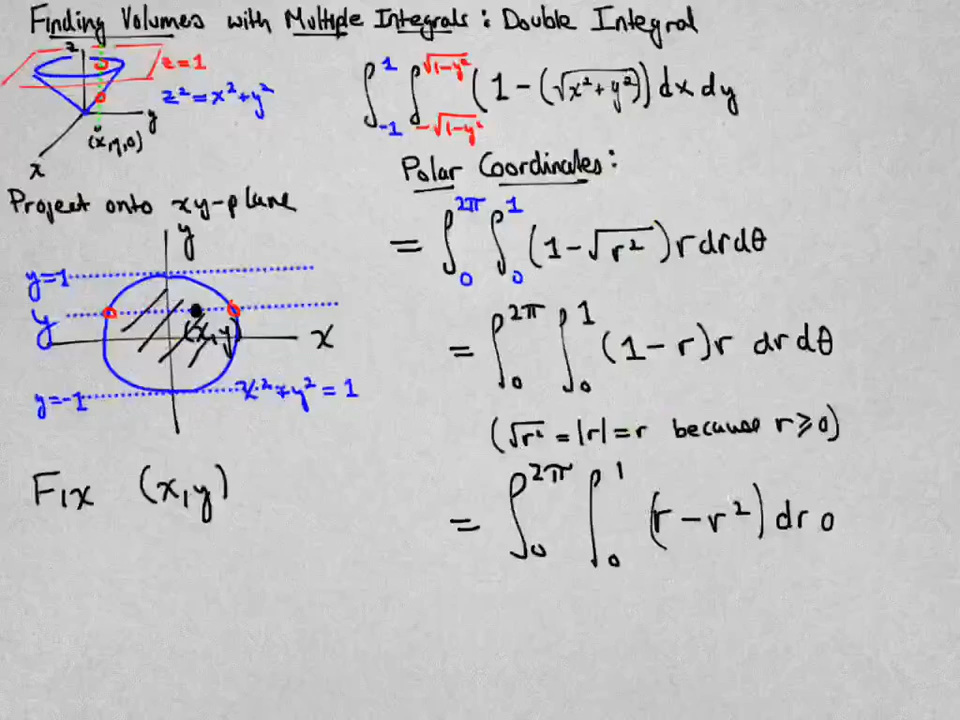 Finding Volumes with Multiple Integrals: Double Integral
z
z=1
z² = x² + y²
y
(x,y,0)
x
∫_{-1}^{1} ∫_{-√(1-y²)}^{√(1-y²)} (1 - (√(x²+y²))) dx dy
Polar Coordinates:
= ∫_0^{2π} ∫_0^1 (1-√(r²)) r dr dθ
= ∫_0^{2π} ∫_0^1 (1-r)r dr dθ
(√(r²) = |r| = r because r ≥ 0)
= ∫_0^{2π} ∫_0^1 (r - r²) dr o
Project onto xy-plane
y
y=1
y
(x,y)
x
y=-1
x² + y² = 1
Fix (x,y)